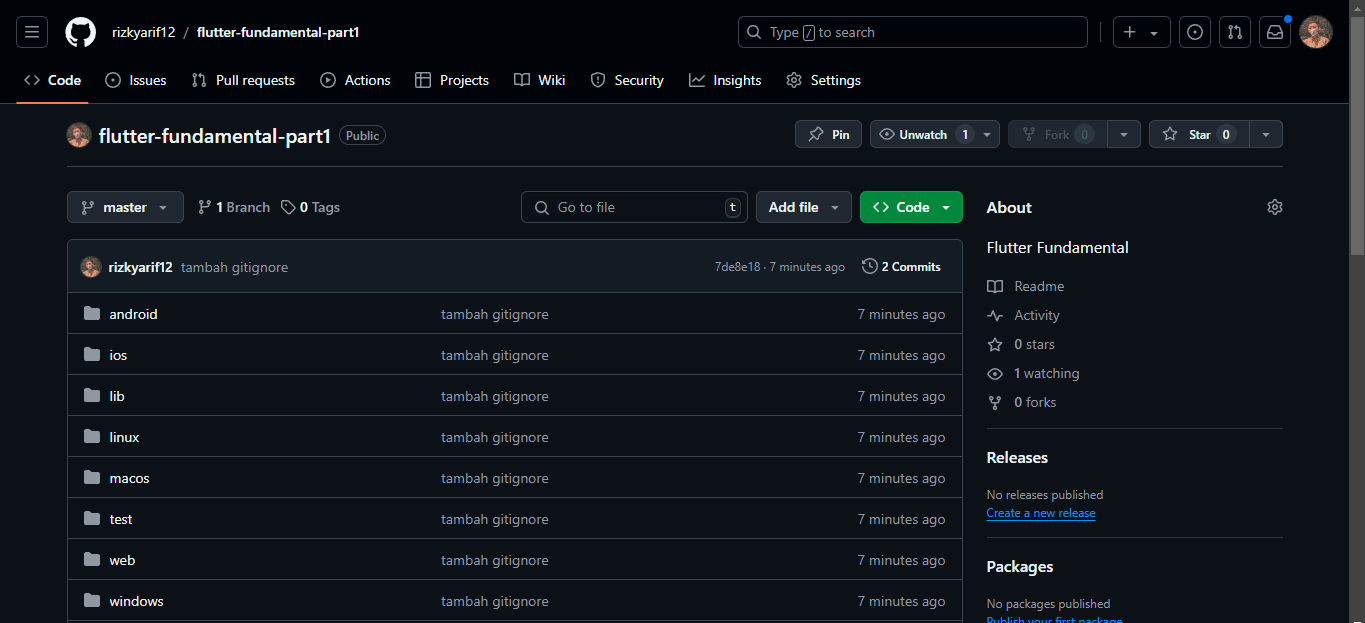 rizkyarif12 / flutter-fundamental-part1
Type / to search
Code Issues Pull requests Actions Projects Wiki Security Insights Settings
flutter-fundamental-part1 Public
Pin Unwatch 1 Fork 0 Star 0
master 1 Branch 0 Tags Go to file t Add file Code
About
Flutter Fundamental
rizkyarif12 tambah gitignore 7de8e18 · 7 minutes ago 2 Commits
android tambah gitignore 7 minutes ago
ios tambah gitignore 7 minutes ago
lib tambah gitignore 7 minutes ago
linux tambah gitignore 7 minutes ago
macos tambah gitignore 7 minutes ago
test tambah gitignore 7 minutes ago
web tambah gitignore 7 minutes ago
windows tambah gitignore 7 minutes ago
Readme
Activity
0 stars
1 watching
0 forks
Releases
No releases published
Create a new release
Packages
No packages published
Publish your first package